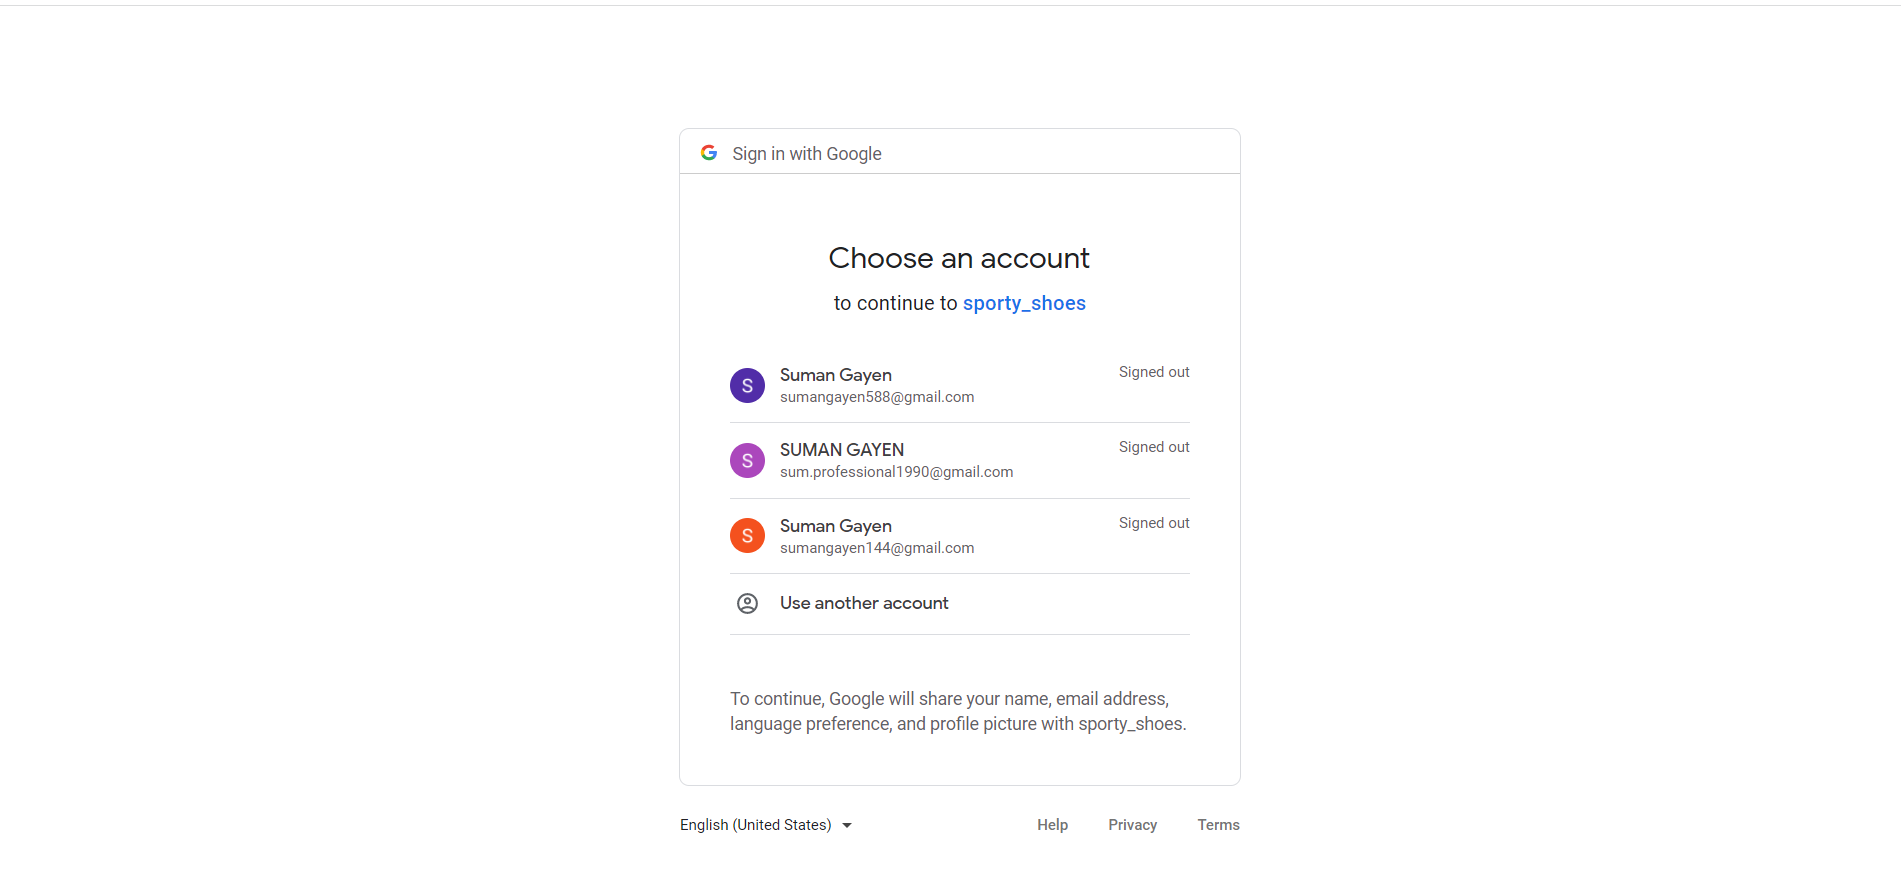 Sign in with Google
Choose an account
to continue to sporty_shoes
S
Suman Gayen
sumangayen588@gmail.com
Signed out
S
SUMAN GAYEN
sum.professional1990@gmail.com
Signed out
S
Suman Gayen
sumangayen144@gmail.com
Signed out
Use another account
To continue, Google will share your name, email address,
language preference, and profile picture with sporty_shoes.
English (United States)
Help
Privacy
Terms